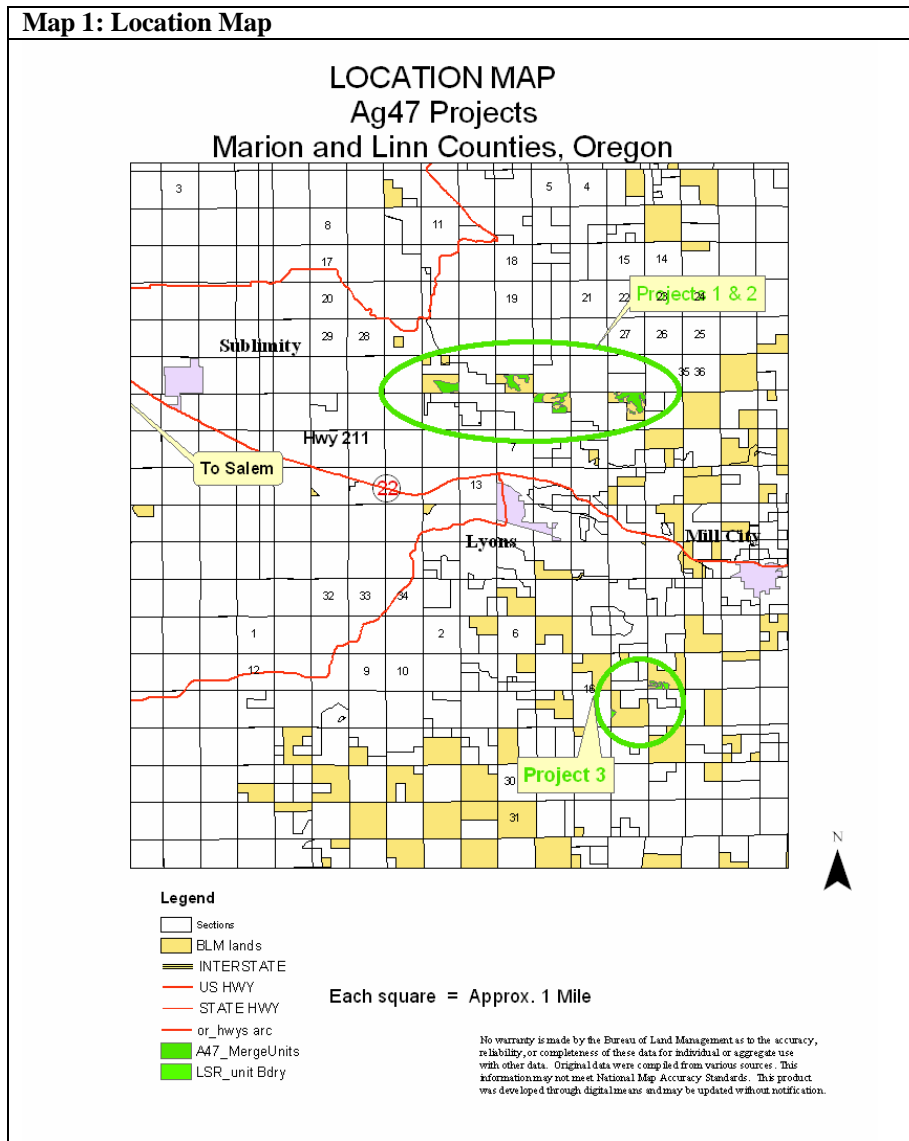 Map 1: Location Map
LOCATION MAP
Ag47 Projects
Marion and Linn Counties, Oregon
3
5 4
8 11
17 18 15 14
Projects 1 & 2
20 19 21 22 23 24
29 28 27 26 25
Sublimity
35 36
Hwy 211
7
To Salem
22
13
Lyons
Mill City
32 33 34
1 2 6
12 9 10
16
Project 3
30
31
N
Legend
Sections
BLM lands
INTERSTATE
US HWY
STATE HWY
or_hwys arc
A47_MergeUnits
LSR_unit Bdry
Each square = Approx. 1 Mile
No warranty is made by the Bureau of Land Management as to the accuracy,
reliability, or completeness of these data for individual or aggregate use
with other data. Original data were compiled from various sources. This
information may not meet National Map Accuracy Standards. This product
was developed through digital means and may be updated without notification.